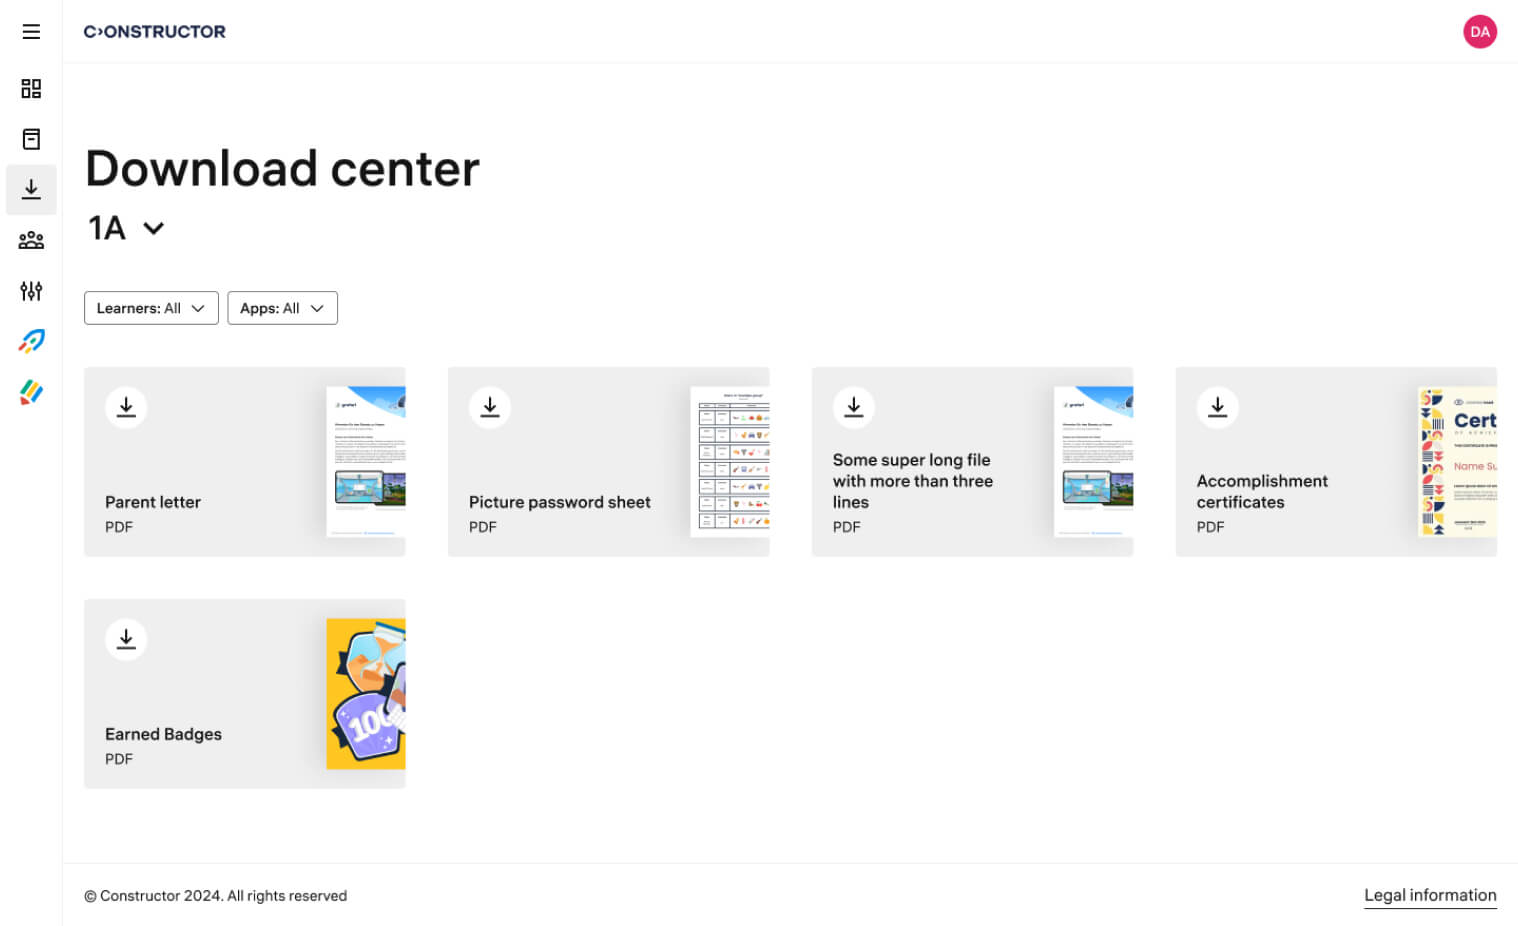 C›ONSTRUCTOR
DA
Download center
1A
Learners: All
Apps: All
Parent letter
PDF
Picture password sheet
PDF
Some super long file
with more than three
lines
PDF
Cert
Name Su
Accomplishment
certificates
PDF
100
Earned Badges
PDF
© Constructor 2024. All rights reserved
Legal information